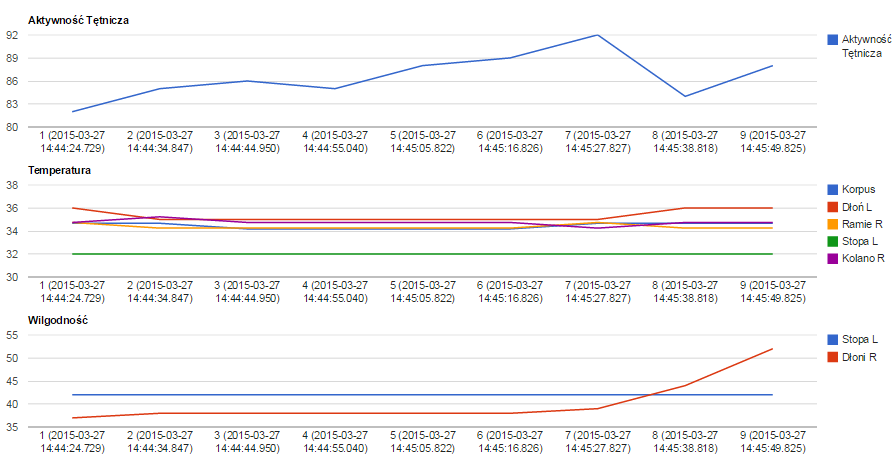 Aktywność Tętnicza
92
89
86
83
80
1 (2015-03-27 2 (2015-03-27 3 (2015-03-27 4 (2015-03-27 5 (2015-03-27 6 (2015-03-27 7 (2015-03-27 8 (2015-03-27 9 (2015-03-27
14:44:24.729) 14:44:34.847) 14:44:44.950) 14:44:55.040) 14:45:05.822) 14:45:16.826) 14:45:27.827) 14:45:38.818) 14:45:49.825)
Aktywność
Tętnicza
Temperatura
38
36
34
32
30
1 (2015-03-27 2 (2015-03-27 3 (2015-03-27 4 (2015-03-27 5 (2015-03-27 6 (2015-03-27 7 (2015-03-27 8 (2015-03-27 9 (2015-03-27
14:44:24.729) 14:44:34.847) 14:44:44.950) 14:44:55.040) 14:45:05.822) 14:45:16.826) 14:45:27.827) 14:45:38.818) 14:45:49.825)
Korpus
Dłoń L
Ramie R
Stopa L
Kolano R
Wilgodność
55
50
45
40
35
1 (2015-03-27 2 (2015-03-27 3 (2015-03-27 4 (2015-03-27 5 (2015-03-27 6 (2015-03-27 7 (2015-03-27 8 (2015-03-27 9 (2015-03-27
14:44:24.729) 14:44:34.847) 14:44:44.950) 14:44:55.040) 14:45:05.822) 14:45:16.826) 14:45:27.827) 14:45:38.818) 14:45:49.825)
Stopa L
Dłoni R